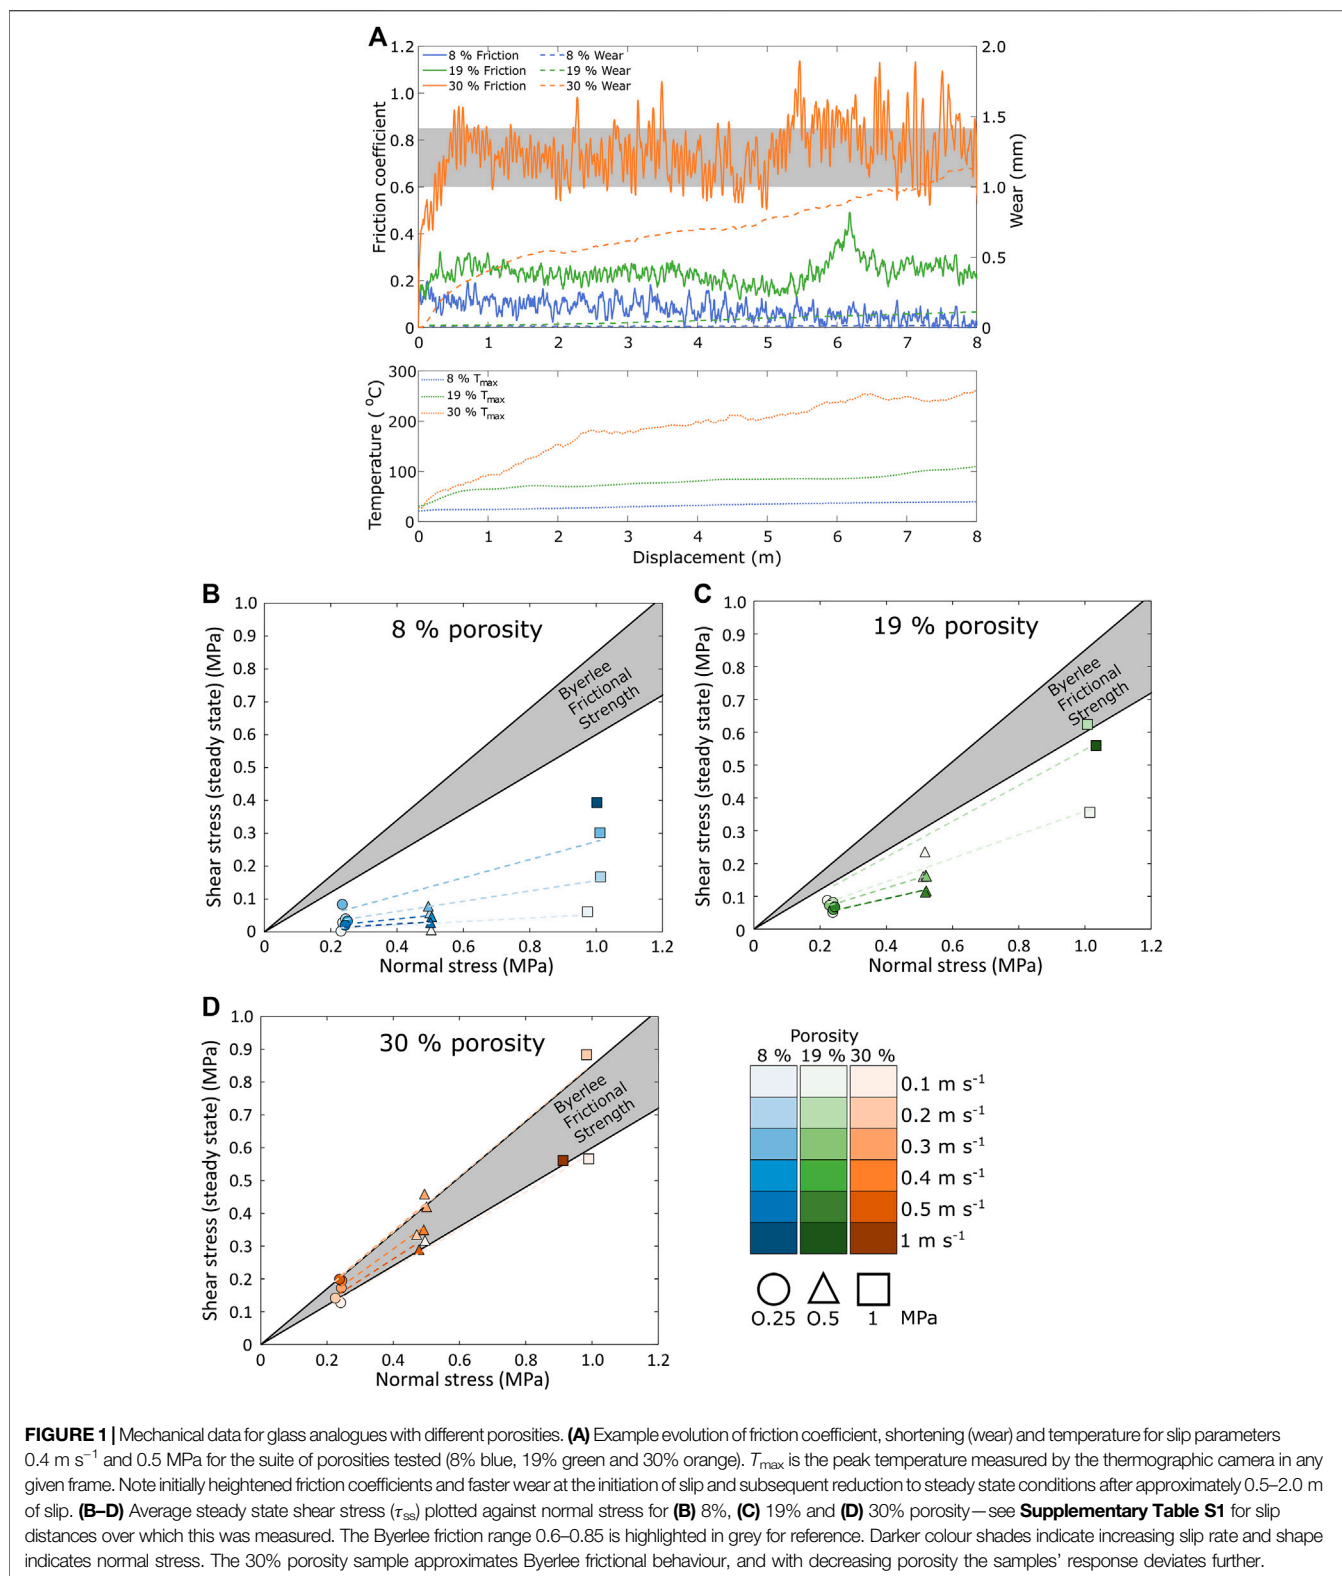 A
1.2
1.0
0.8
0.6
0.4
0.2
0
Friction coefficient
8 % Friction
19 % Friction
30 % Friction
8 % Wear
19 % Wear
30 % Wear
2.0
1.5
1.0
0.5
0
Wear (mm)
0 1 2 3 4 5 6 7 8
300
200
100
0
Temperature ( °C)
8 % Tmax
19 % Tmax
30 % Tmax
0 1 2 3 4 5 6 7 8
Displacement (m)
B
8 % porosity
Byerlee
Frictional
Strength
1.0
0.9
0.8
0.7
0.6
0.5
0.4
0.3
0.2
0.1
0
Shear stress (steady state) (MPa)
0 0.2 0.4 0.6 0.8 1.0 1.2
Normal stress (MPa)
C
19 % porosity
Byerlee
Frictional
Strength
1.0
0.9
0.8
0.7
0.6
0.5
0.4
0.3
0.2
0.1
0
Shear stress (steady state) (MPa)
0 0.2 0.4 0.6 0.8 1.0 1.2
Normal stress (MPa)
D
30 % porosity
Byerlee
Frictional
Strength
1.0
0.9
0.8
0.7
0.6
0.5
0.4
0.3
0.2
0.1
0
Shear stress (steady state) (MPa)
0 0.2 0.4 0.6 0.8 1.0 1.2
Normal stress (MPa)
Porosity
8 % 19 % 30 %
0.1 m s⁻¹
0.2 m s⁻¹
0.3 m s⁻¹
0.4 m s⁻¹
0.5 m s⁻¹
1 m s⁻¹
0.25 0.5 1 MPa
FIGURE 1 | Mechanical data for glass analogues with different porosities. (A) Example evolution of friction coefficient, shortening (wear) and temperature for slip parameters
0.4 m s⁻¹ and 0.5 MPa for the suite of porosities tested (8% blue, 19% green and 30% orange). Tmax is the peak temperature measured by the thermographic camera in any
given frame. Note initially heightened friction coefficients and faster wear at the initiation of slip and subsequent reduction to steady state conditions after approximately 0.5–2.0 m
of slip. (B–D) Average steady state shear stress (τss) plotted against normal stress for (B) 8%, (C) 19% and (D) 30% porosity—see Supplementary Table S1 for slip
distances over which this was measured. The Byerlee friction range 0.6–0.85 is highlighted in grey for reference. Darker colour shades indicate increasing slip rate and shape
indicates normal stress. The 30% porosity sample approximates Byerlee frictional behaviour, and with decreasing porosity the samples' response deviates further.